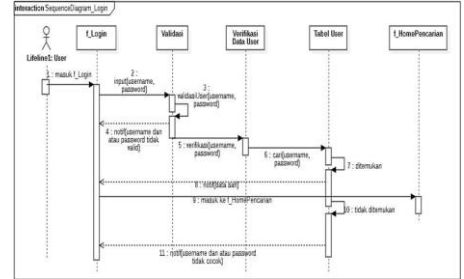 interaction SequenceDiagram_Login
f_Login
Validasi
Verifikasi
Data User
Tabel User
f_HomePencarian
Lifeline1: User
1 : masuk f_Login
2 :
input(username,
password)
3 :
validasiUser(username,
password)
4 : notif(username dan
atau password tidak
valid)
5 : verifikasi(username,
password)
6 : cari(username,
password)
7 : ditemukan
8 : notif(data sah)
9 : masuk ke f_HomePencarian
10 : tidak ditemukan
11 : notif(username dan atau password
tidak cocok)